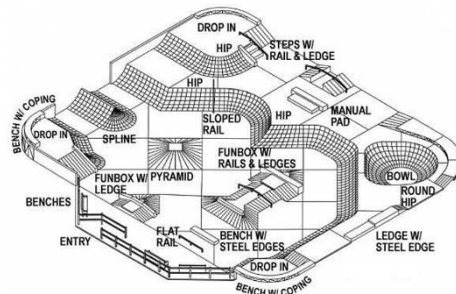 DROP IN
HIP
STEPS W/
RAIL & LEDGE
HIP
SLOPED
RAIL
HIP
MANUAL
PAD
BENCH W/ COPING
DROP IN
SPLINE
FUNBOX W/
RAILS & LEDGES
FUNBOX W/
LEDGE
PYRAMID
BOWL
ROUND
HIP
BENCHES
ENTRY
FLAT
RAIL
BENCH W/
STEEL EDGES
LEDGE W/
STEEL EDGE
DROP IN
BENCH W/ COPING